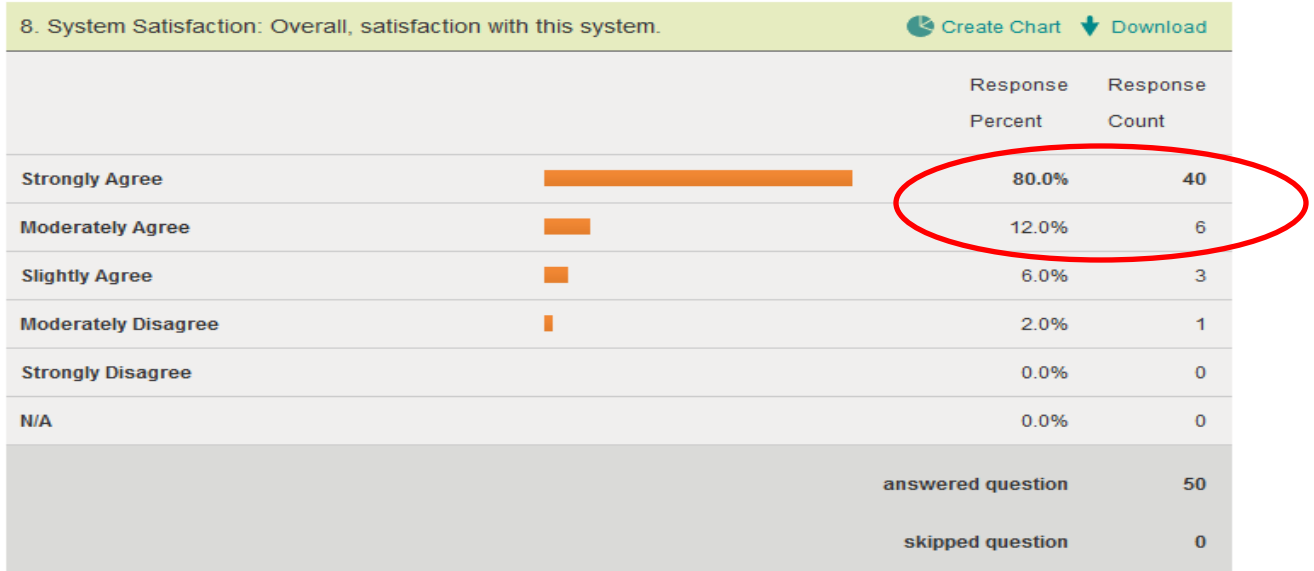 8. System Satisfaction: Overall, satisfaction with this system. Create Chart Download
Response Response
Percent Count
Strongly Agree 80.0% 40
Moderately Agree 12.0% 6
Slightly Agree 6.0% 3
Moderately Disagree 2.0% 1
Strongly Disagree 0.0% 0
N/A 0.0% 0
answered question 50
skipped question 0